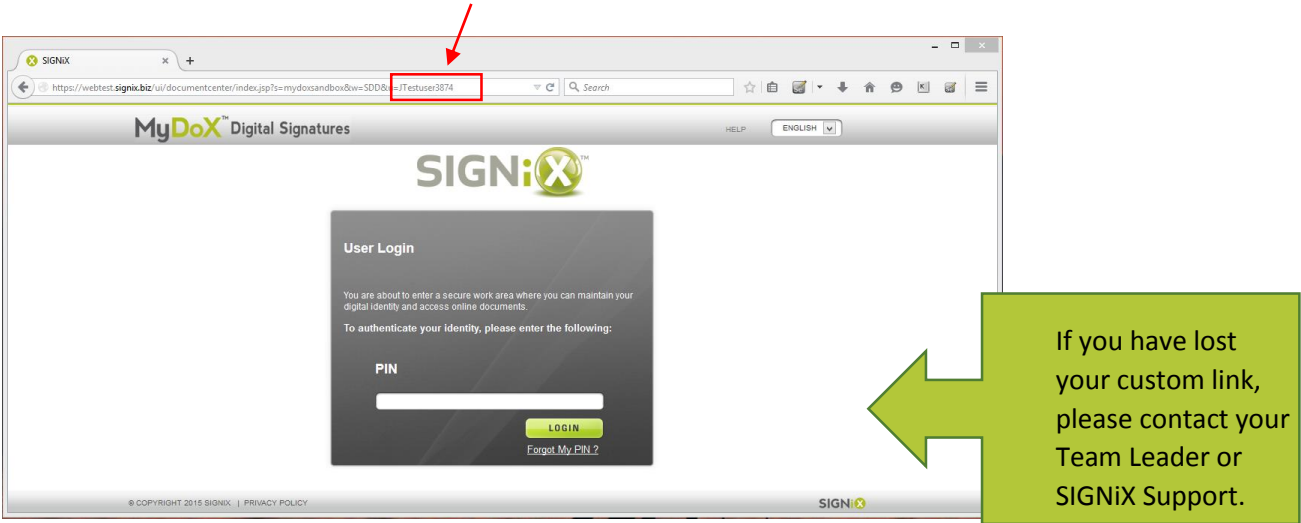 SIGNiX
https://webtest.signix.biz/ui/documentcenter/index.jsp?s=mydoxsandbox&w=SDD&u=JTestuser3874
Search
MyDoX™ Digital Signatures
HELP
ENGLISH
SIGNiX™
User Login
You are about to enter a secure work area where you can maintain your
digital identity and access online documents.
To authenticate your identity, please enter the following:
PIN
LOGIN
Forgot My PIN ?
© COPYRIGHT 2015 SIGNIX | PRIVACY POLICY
SIGNiX
If you have lost
your custom link,
please contact your
Team Leader or
SIGNiX Support.